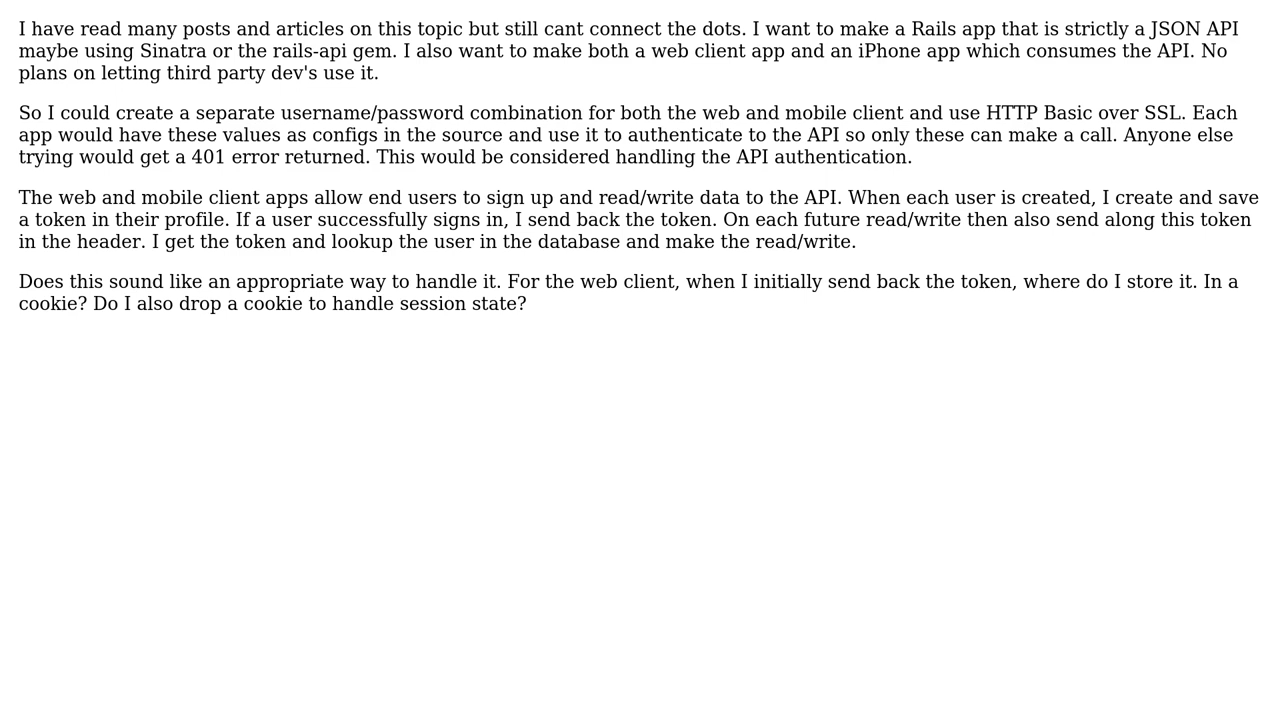 I have read many posts and articles on this topic but still cant connect the dots. I want to make a Rails app that is strictly a JSON API
maybe using Sinatra or the rails-api gem. I also want to make both a web client app and an iPhone app which consumes the API. No
plans on letting third party dev's use it.
So I could create a separate username/password combination for both the web and mobile client and use HTTP Basic over SSL. Each
app would have these values as configs in the source and use it to authenticate to the API so only these can make a call. Anyone else
trying would get a 401 error returned. This would be considered handling the API authentication.
The web and mobile client apps allow end users to sign up and read/write data to the API. When each user is created, I create and save
a token in their profile. If a user successfully signs in, I send back the token. On each future read/write then also send along this token
in the header. I get the token and lookup the user in the database and make the read/write.
Does this sound like an appropriate way to handle it. For the web client, when I initially send back the token, where do I store it. In a
cookie? Do I also drop a cookie to handle session state?